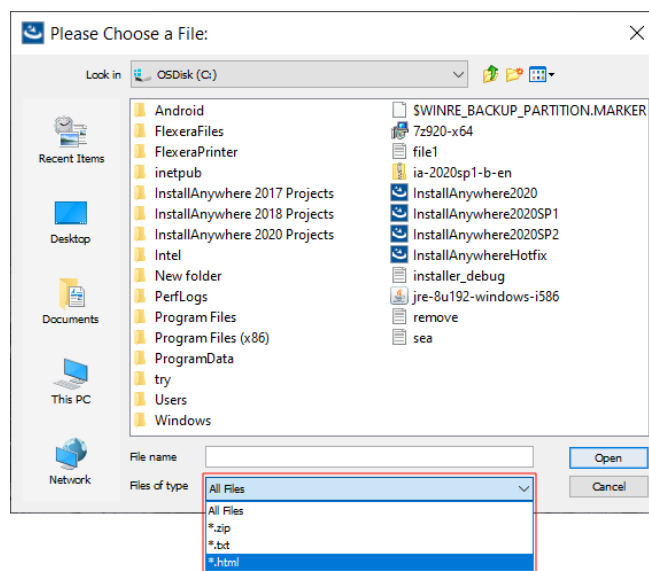 Please Choose a File:
Look in
OSDisk (C:)
Recent Items
Desktop
Documents
This PC
Network
Android
FlexeraFiles
FlexeraPrinter
inetpub
InstallAnywhere 2017 Projects
InstallAnywhere 2018 Projects
InstallAnywhere 2020 Projects
Intel
New folder
PerfLogs
Program Files
Program Files (x86)
ProgramData
try
Users
Windows
$WINRE_BACKUP_PARTITION.MARKER
7z920-x64
file1
ia-2020sp1-b-en
InstallAnywhere2020
InstallAnywhere2020SP1
InstallAnywhere2020SP2
InstallAnywhereHotfix
installer_debug
jre-8u192-windows-i586
remove
sea
File name
Open
Files of type
All Files
Cancel
All Files
*.zip
*.txt
*.html